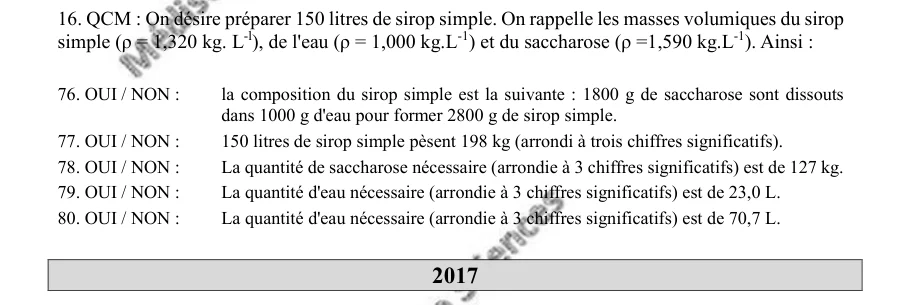 16. QCM : On désire préparer 150 litres de sirop simple. On rappelle les masses volumiques du sirop
simple (ρ = 1,320 kg. L⁻¹), de l'eau (ρ = 1,000 kg.L⁻¹) et du saccharose (ρ =1,590 kg.L⁻¹). Ainsi :
76. OUI / NON : la composition du sirop simple est la suivante : 1800 g de saccharose sont dissouts
dans 1000 g d'eau pour former 2800 g de sirop simple.
77. OUI / NON : 150 litres de sirop simple pèsent 198 kg (arrondi à trois chiffres significatifs).
78. OUI / NON : La quantité de saccharose nécessaire (arrondie à 3 chiffres significatifs) est de 127 kg.
79. OUI / NON : La quantité d'eau nécessaire (arrondie à 3 chiffres significatifs) est de 23,0 L.
80. OUI / NON : La quantité d'eau nécessaire (arrondie à 3 chiffres significatifs) est de 70,7 L.
2017